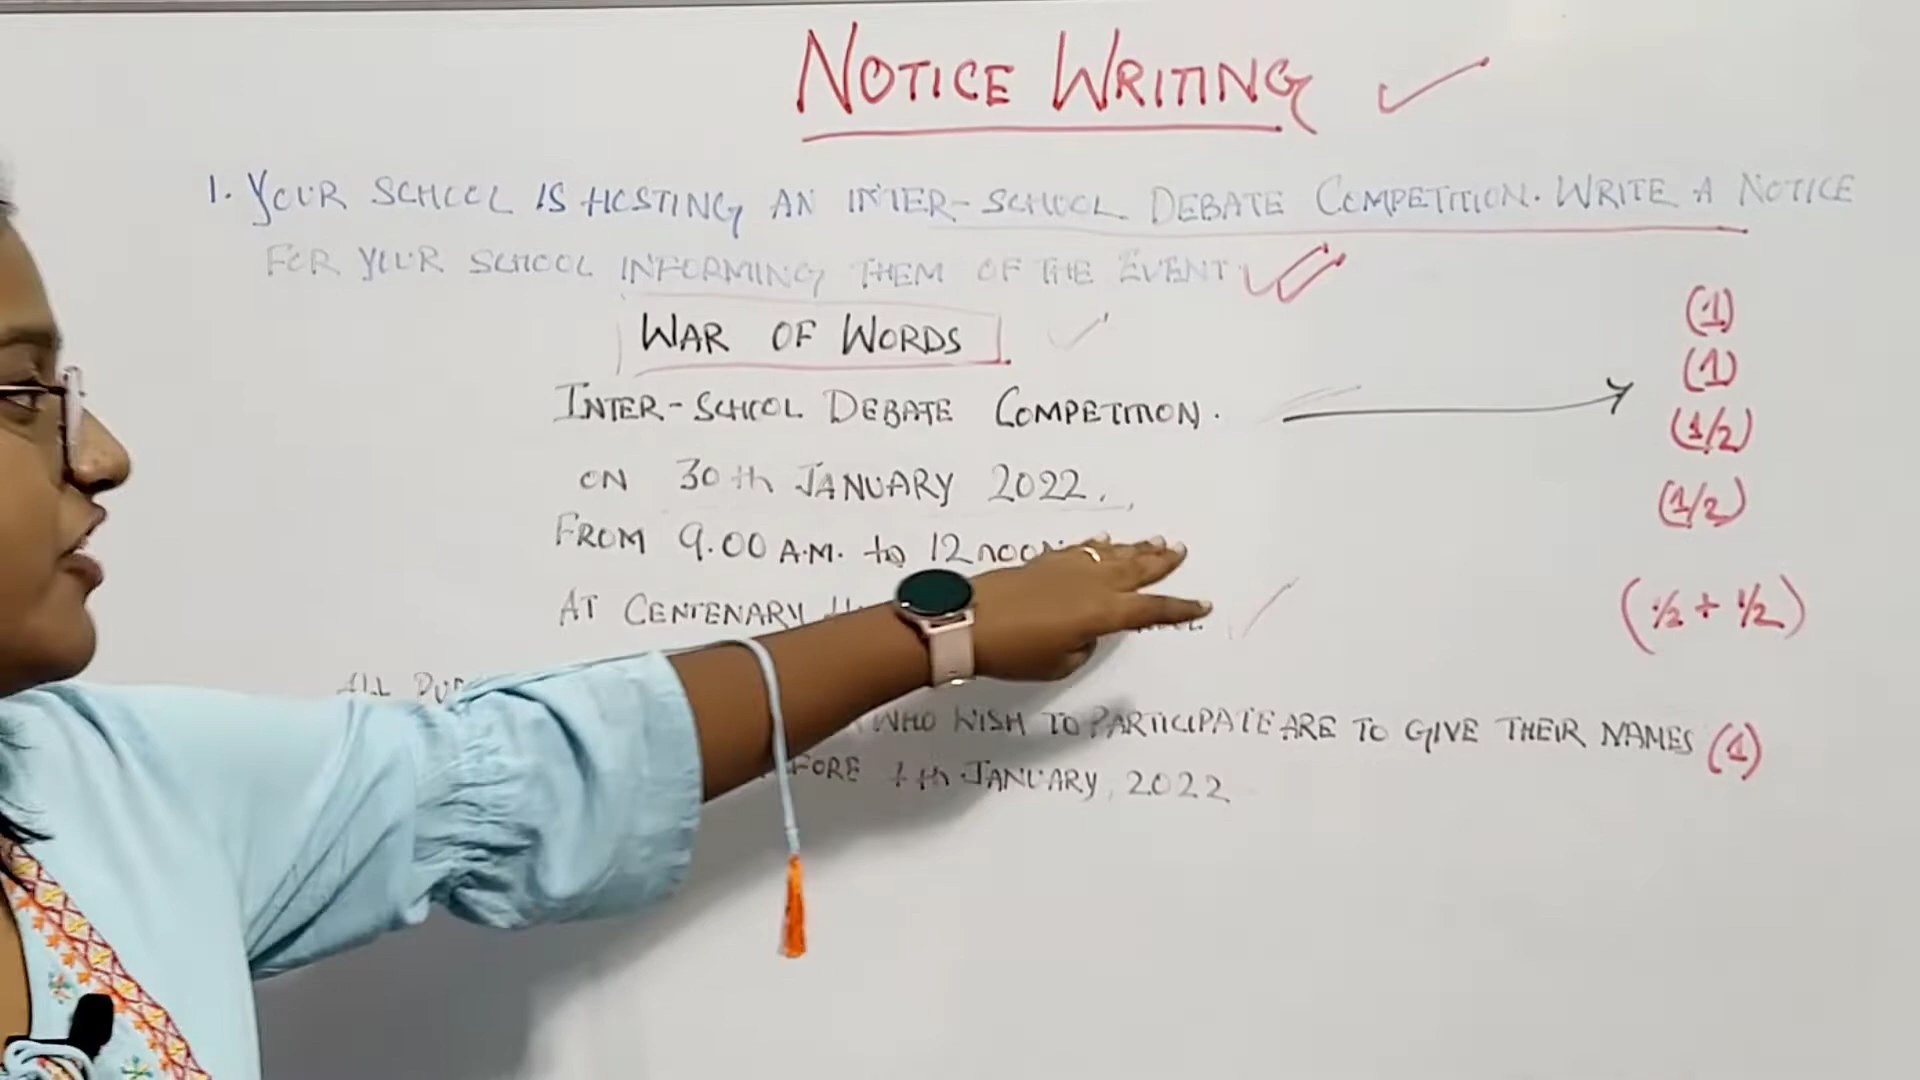 NOTICE WRITING
1. YOUR SCHOOL IS HOSTING AN INTER-SCHOOL DEBATE COMPETITION. WRITE A NOTICE
FOR YOUR SCHOOL INFORMING THEM OF THE EVENT.
(1)
WAR OF WORDS
(1)
INTER-SCHOOL DEBATE COMPETITION.
(1/2)
ON 30th JANUARY 2022.
(1/2)
FROM 9.00 A.M. to 12 noon
AT CENTENARY
(1/2 + 1/2)
ALL
WHO WISH TO PARTICIPATE ARE TO GIVE THEIR NAMES (1)
JANUARY, 2022